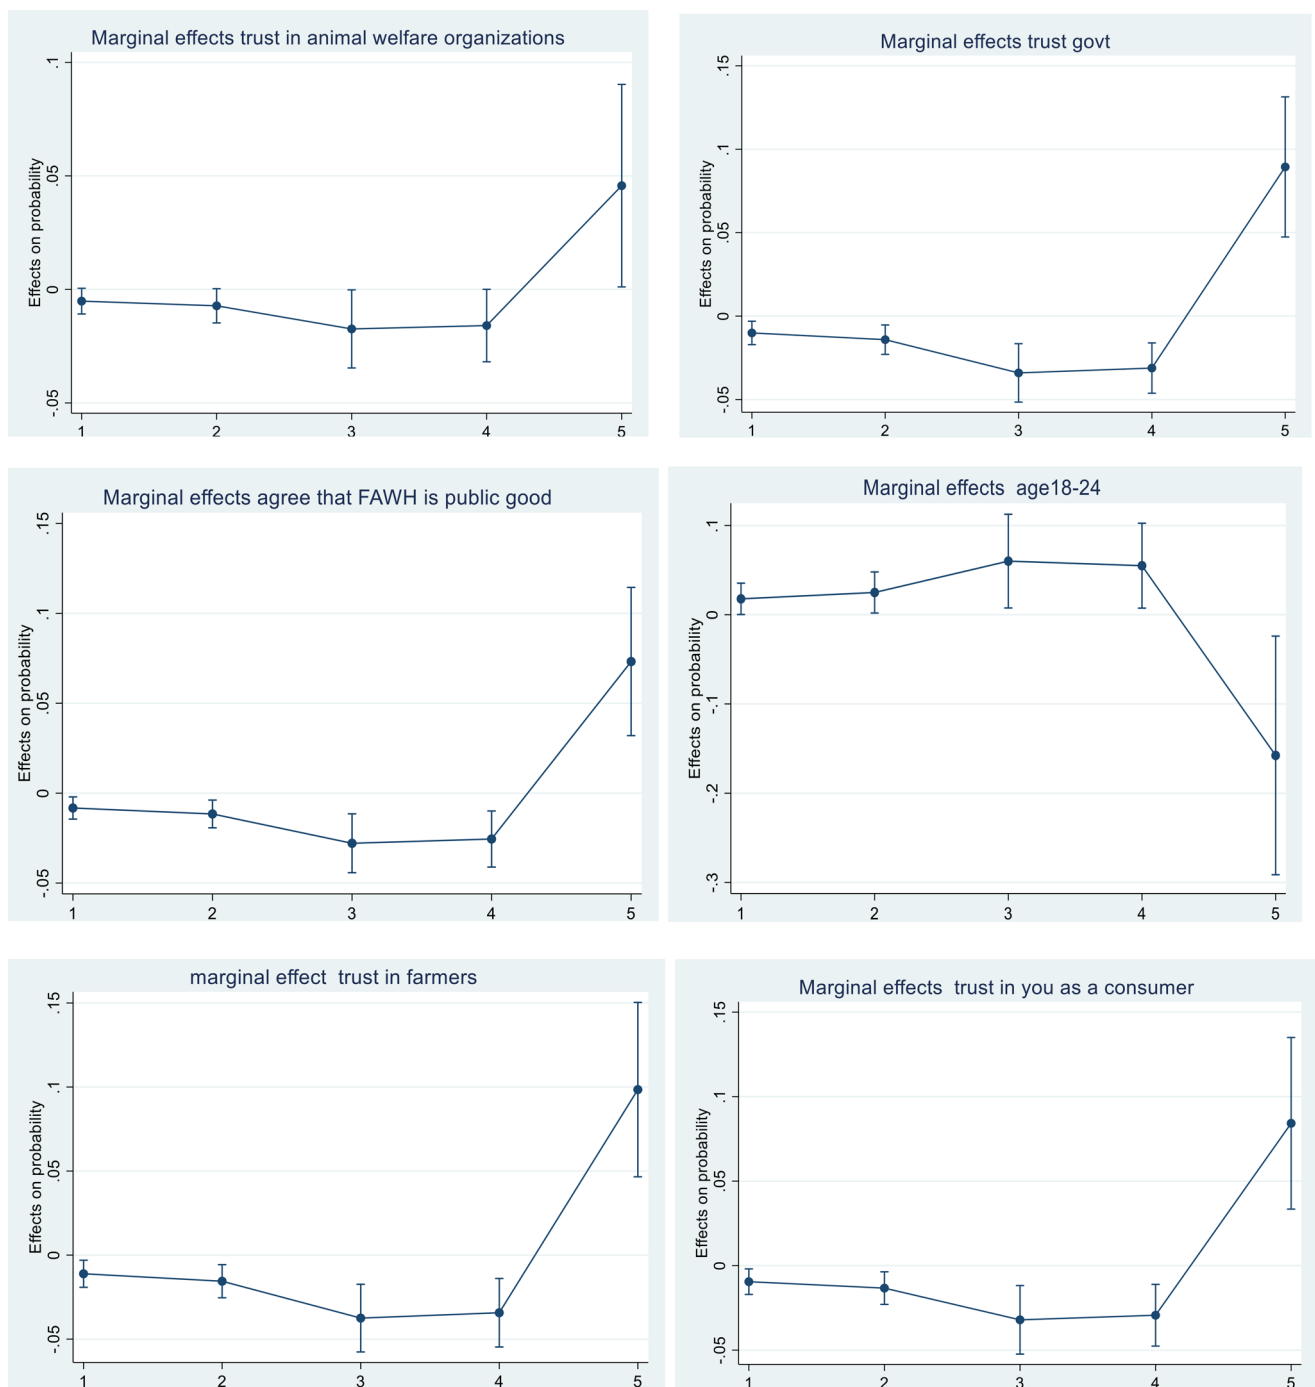 Marginal effects trust in animal welfare organizations
Effects on probability
.1
.05
0
-.05
1 2 3 4 5
Marginal effects trust govt
Effects on probability
.15
.1
.05
0
-.05
1 2 3 4 5
Marginal effects agree that FAWH is public good
Effects on probability
.15
.1
.05
0
-.05
1 2 3 4 5
Marginal effects age18-24
Effects on probability
.1
0
-.1
-.2
-.3
1 2 3 4 5
marginal effect trust in farmers
Effects on probability
.15
.1
.05
0
-.05
1 2 3 4 5
Marginal effects trust in you as a consumer
Effects on probability
.15
.1
.05
0
-.05
1 2 3 4 5